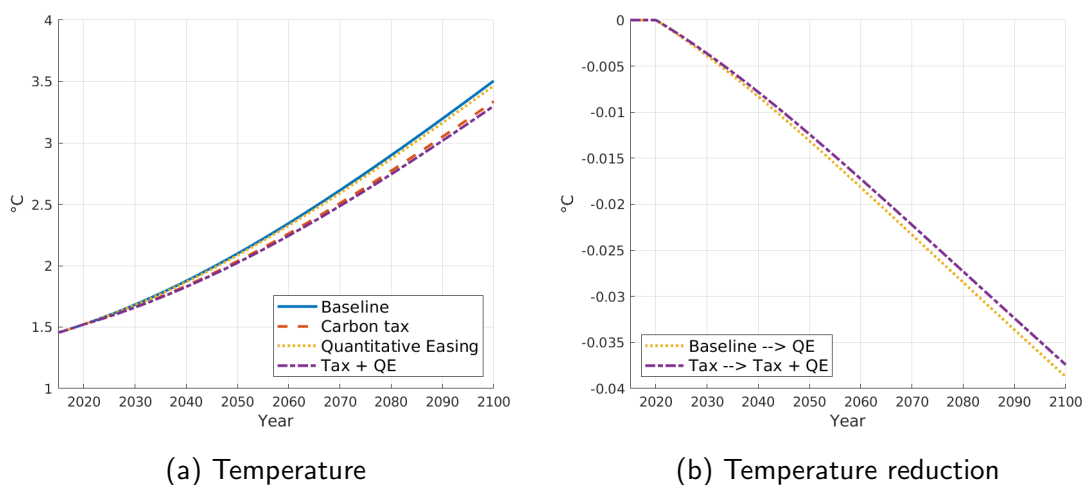 4
3.5
3
2.5
2
1.5
1
°C
2020 2030 2040 2050 2060 2070 2080 2090 2100
Year
Baseline
Carbon tax
Quantitative Easing
Tax + QE
(a) Temperature
0
-0.005
-0.01
-0.015
-0.02
-0.025
-0.03
-0.035
-0.04
°C
2020 2030 2040 2050 2060 2070 2080 2090 2100
Year
Baseline --> QE
Tax --> Tax + QE
(b) Temperature reduction